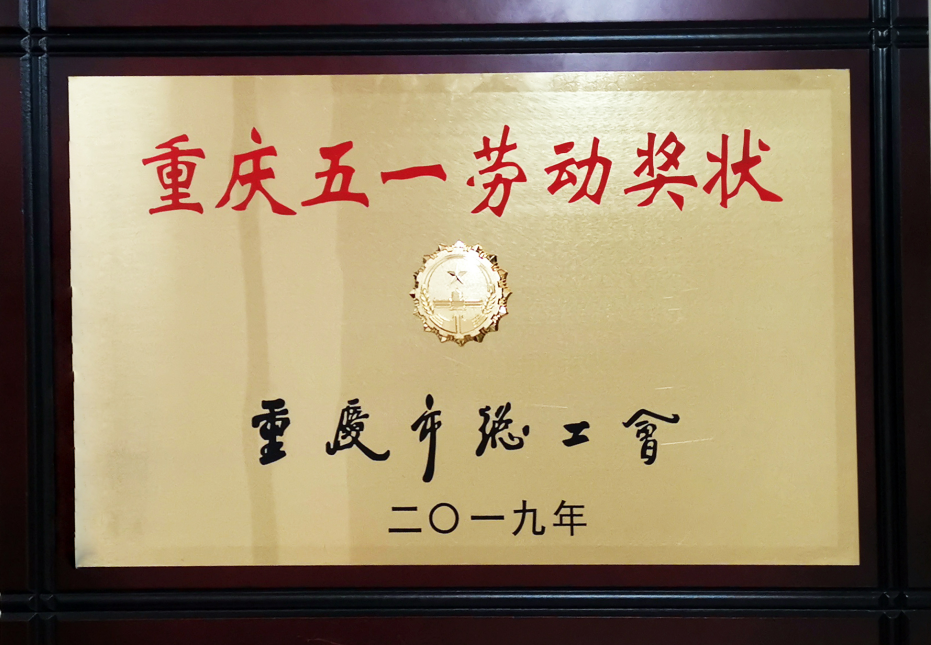 重庆五一劳动奖状
重慶市總工會
二〇一九年